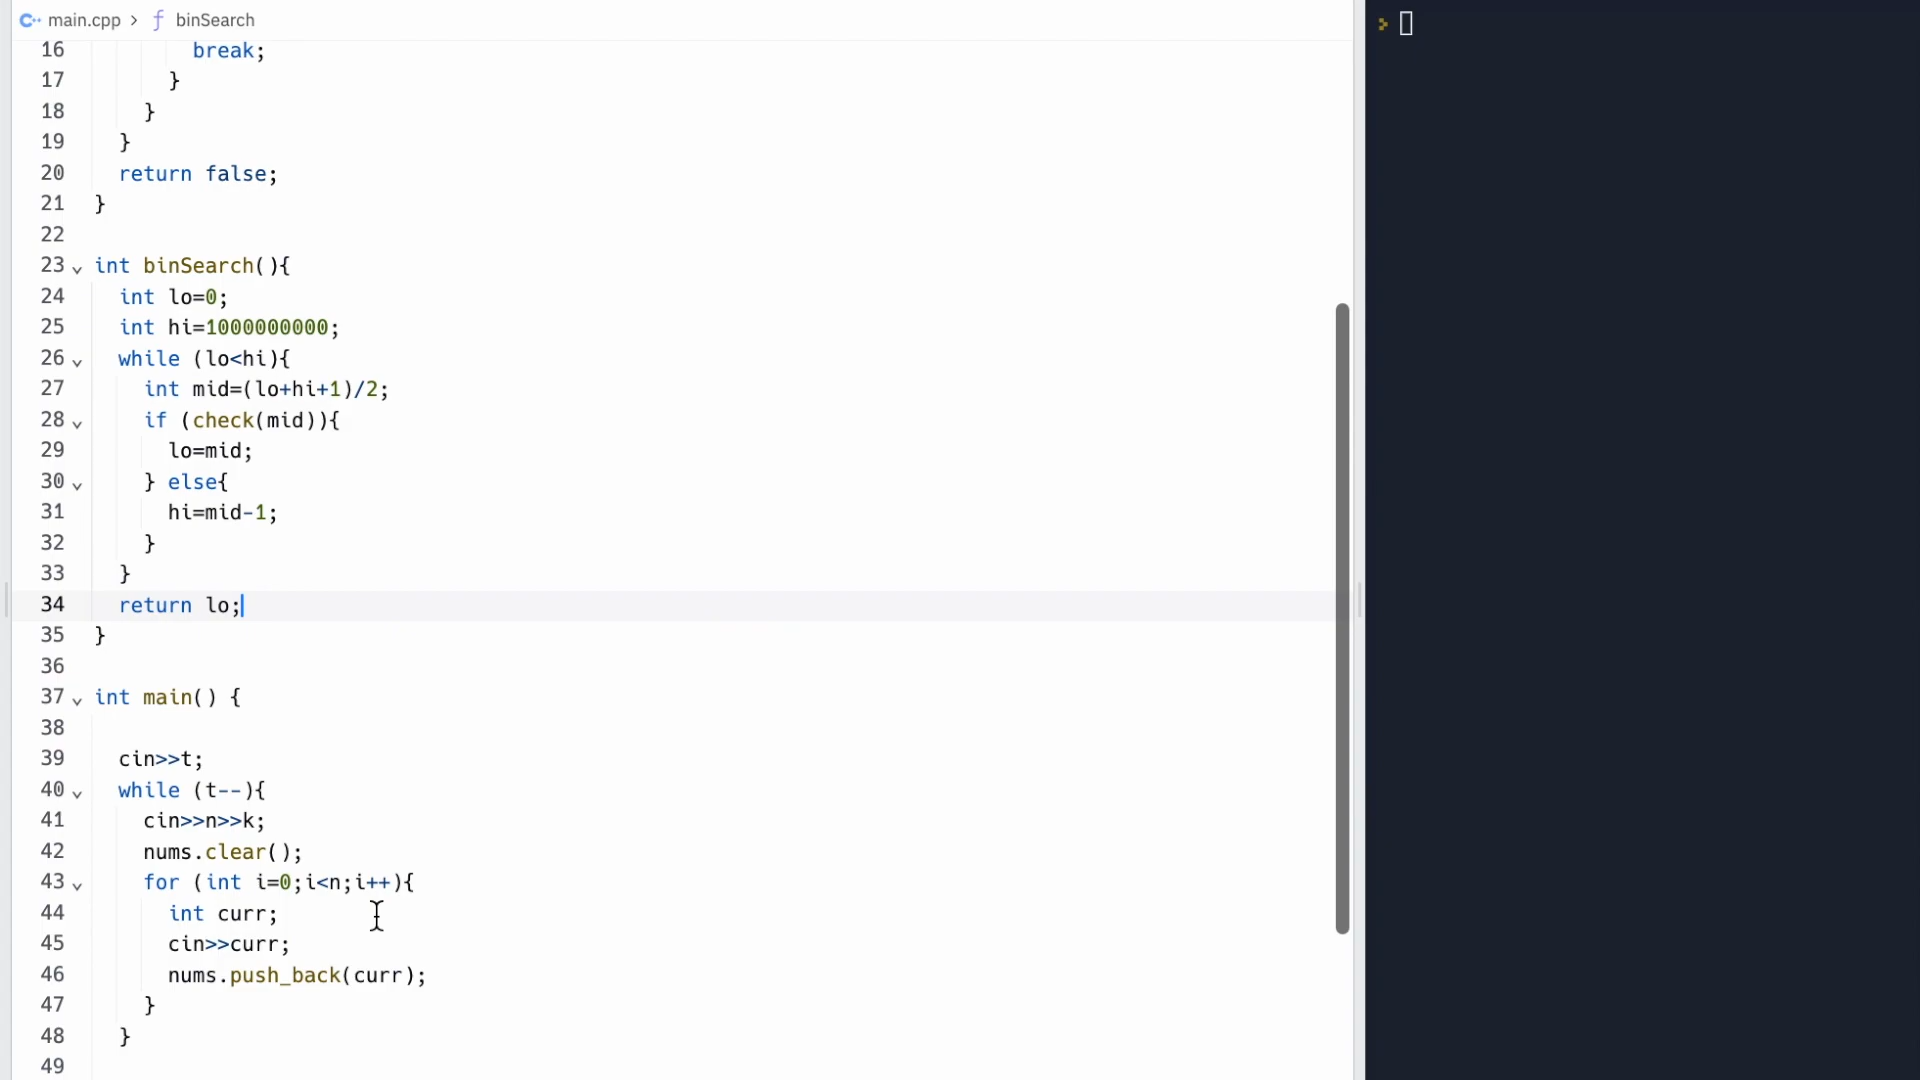 main.cpp > ƒ binSearch
16 break;
17 }
18 }
19 }
20 return false;
21 }
22
23 int binSearch(){
24 int lo=0;
25 int hi=1000000000;
26 while (lo<hi){
27 int mid=(lo+hi+1)/2;
28 if (check(mid)){
29 lo=mid;
30 } else{
31 hi=mid-1;
32 }
33 }
34 return lo;
35 }
36
37 int main() {
38
39 cin>>t;
40 while (t--){
41 cin>>n>>k;
42 nums.clear();
43 for (int i=0;i<n;i++){
44 int curr;
45 cin>>curr;
46 nums.push_back(curr);
47 }
48 }
49